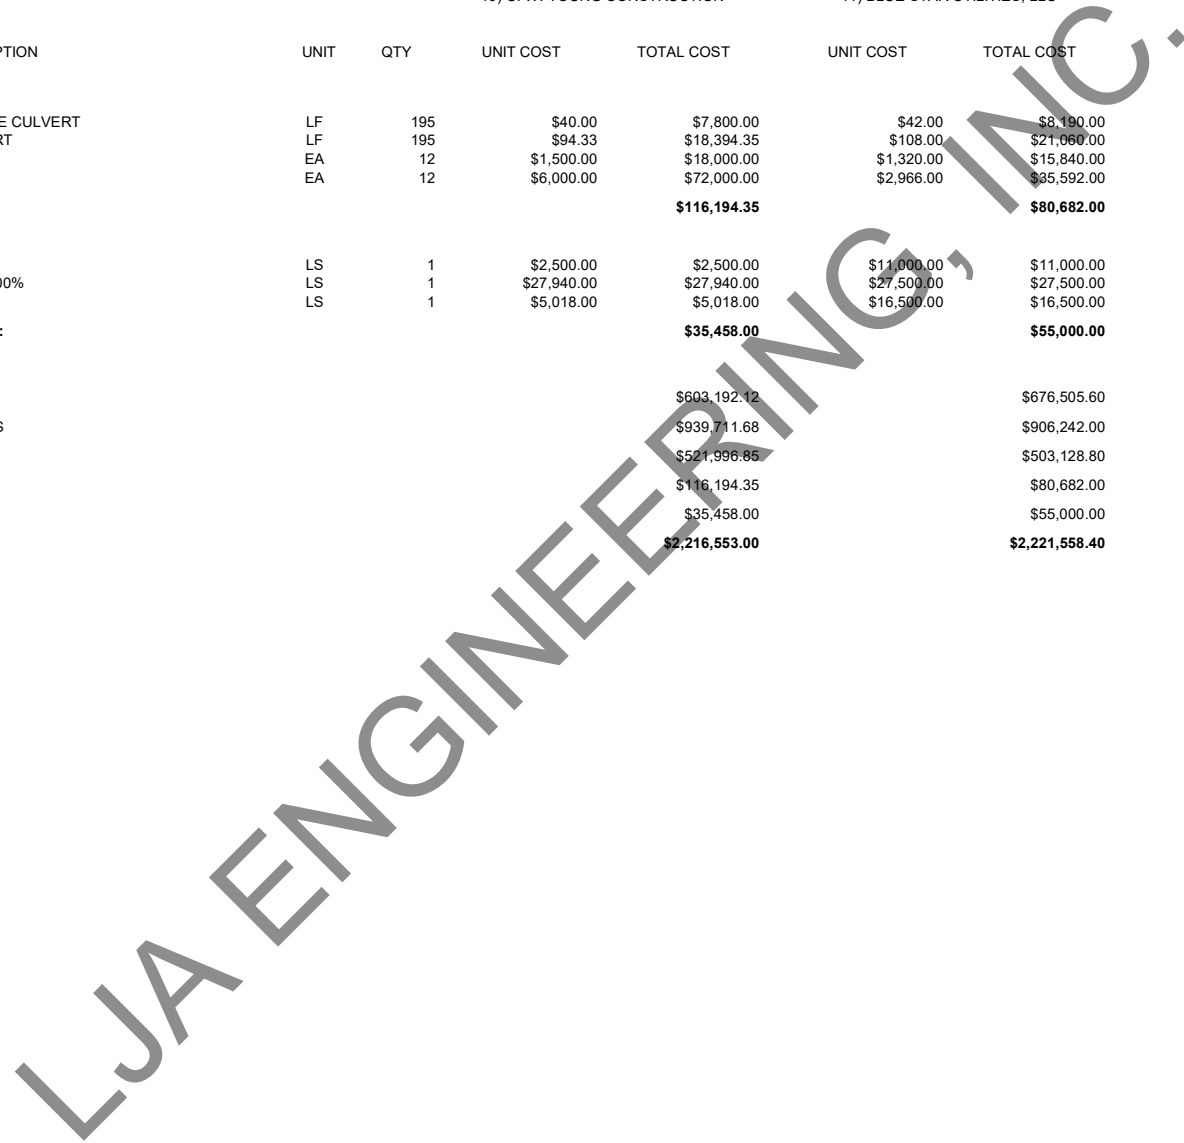 PTION UNIT QTY UNIT COST TOTAL COST UNIT COST TOTAL COST
E CULVERT LF 195 $40.00 $7,800.00 $42.00 $8,190.00
RT LF 195 $94.33 $18,394.35 $108.00 $21,060.00
EA 12 $1,500.00 $18,000.00 $1,320.00 $15,840.00
EA 12 $6,000.00 $72,000.00 $2,966.00 $35,592.00
$116,194.35 $80,682.00
LS 1 $2,500.00 $2,500.00 $11,000.00 $11,000.00
00% LS 1 $27,940.00 $27,940.00 $27,500.00 $27,500.00
LS 1 $5,018.00 $5,018.00 $16,500.00 $16,500.00
: $35,458.00 $55,000.00
$603,192.12 $676,505.60
S $939,711.68 $906,242.00
$521,996.85 $503,128.80
$116,194.35 $80,682.00
$35,458.00 $55,000.00
$2,216,553.00 $2,221,558.40
LJA ENGINEERING, INC.